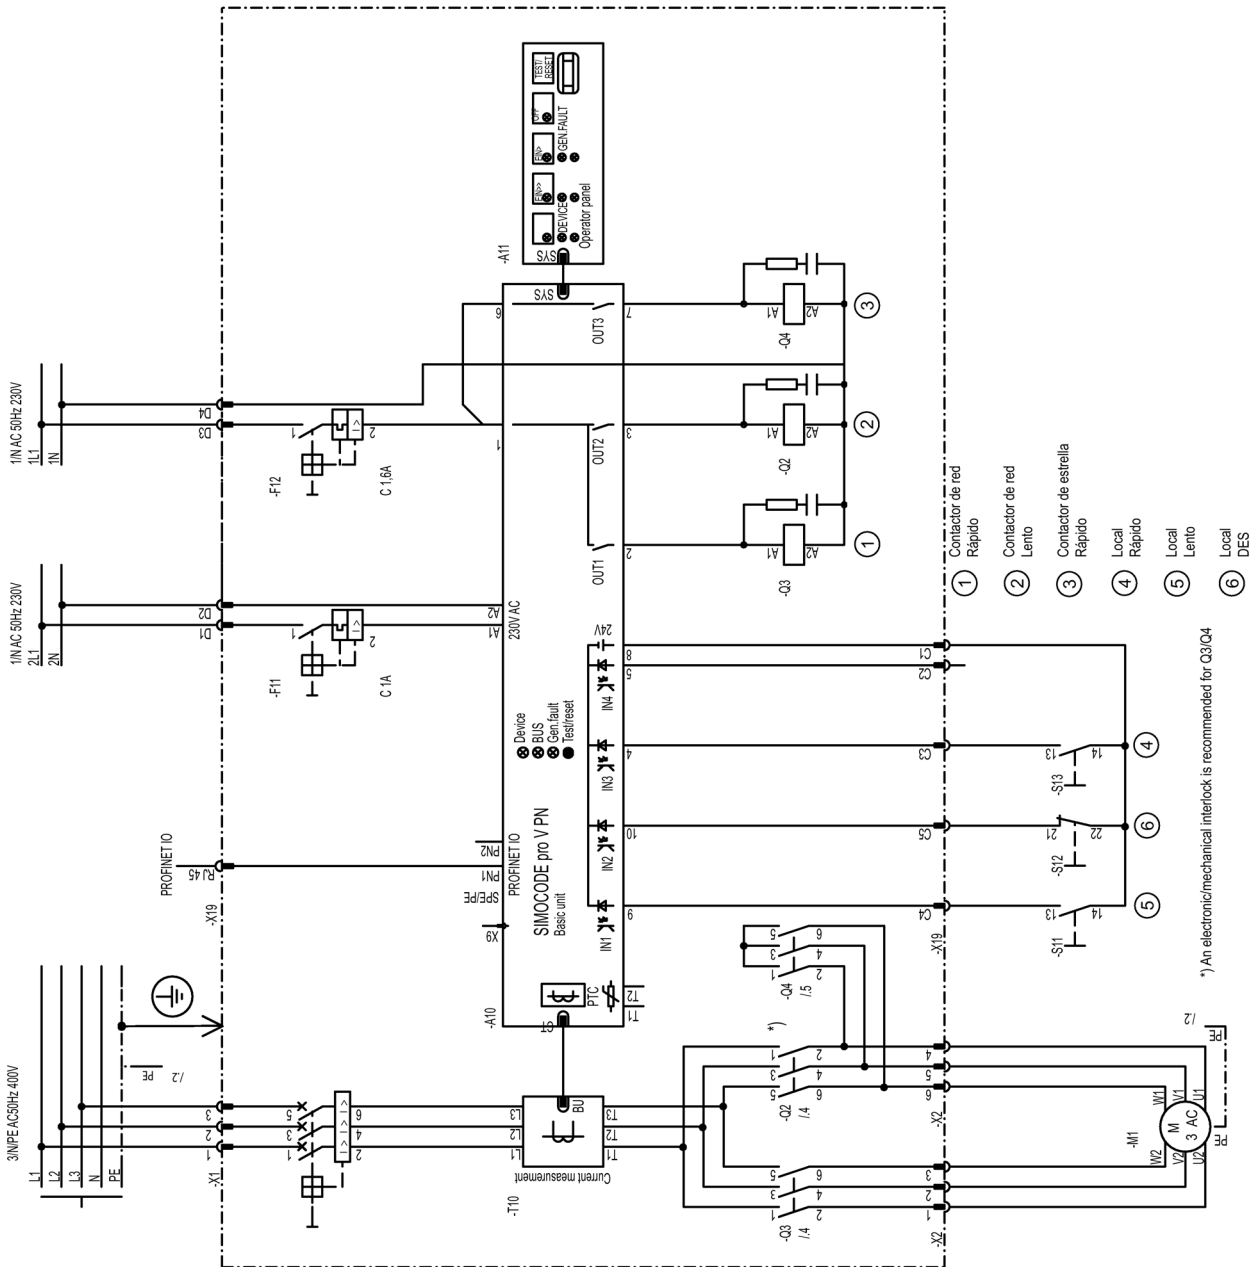 3/N/PE AC50Hz 400V
L1
L2
L3
N
PE
PE
/.2
-X1
1
2
3
1
3
5
I>
I>
I>
2
4
6
-T10
L1
L2
L3
BU
Current measurement
T1
T2
T3
-Q3
/.4
1
3
5
2
4
6
-Q2
/.4
*)
5
3
1
6
4
2
-Q4
/.5
1
3
5
2
4
6
-X2
1
2
3
-X2
6
5
4
-M1
M
3 AC
W2
V2
U2
W1
V1
U1
PE
/.2
PE
PROFINET IO
-X19
RJ45
-A10
X9
SPE/PE
PN1
PN2
PROFINET IO
SIMOCODE pro V PN
Basic unit
Device
BUS
Gen.fault
Test/reset
PTC
T1
T2
IN1
IN2
IN3
IN4
24V
9
10
4
5
8
-X19
C4
C5
C3
C2
C1
-S11
13
14
-S12
21
22
-S13
13
14
5
6
4
1/N AC 50Hz 230V
2L1
2N
D1
D2
-F11
1
I>
2
C 1A
A1
A2
230V AC
1/N AC 50Hz 230V
1L1
1N
D3
D4
-F12
1
I>
2
C 1,6A
1
6
OUT1
OUT2
OUT3
2
3
7
SYS
-A11
SYS
DEVICE
GEN.FAULT
Operator panel
EIN>>
EIN>
OFF
TEST/
RESET
-Q3
A1
A2
-Q2
A1
A2
-Q4
A1
A2
1
2
3
1 Contactor de red
Rápido
2 Contactor de red
Lento
3 Contactor de estrella
Rápido
4 Local
Rápido
5 Local
Lento
6 Local
DES
*) An electronic/mechanical interlock is recommended for Q3/Q4